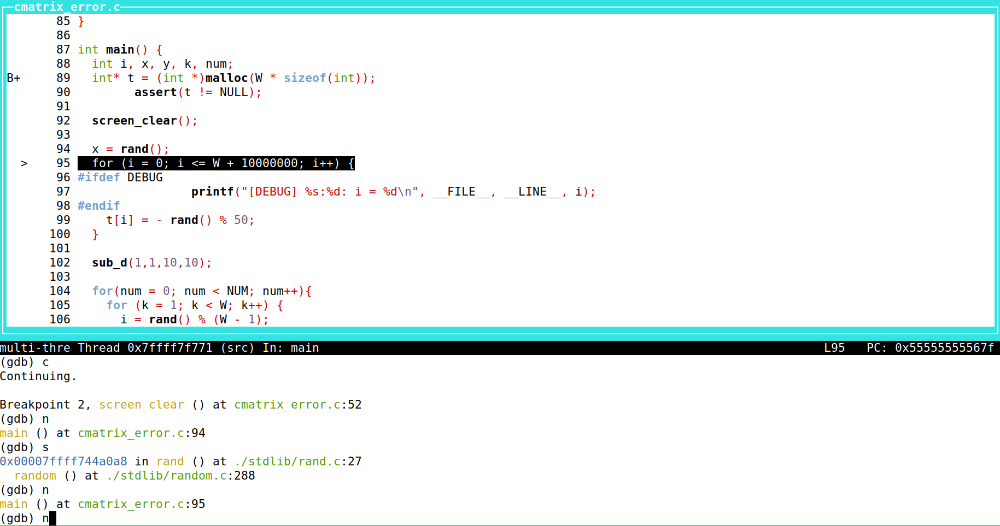 cmatrix_error.c
85 }
86
87 int main() {
88   int i, x, y, k, num;
B+ 89   int* t = (int *)malloc(W * sizeof(int));
90         assert(t != NULL);
91
92   screen_clear();
93
94   x = rand();
> 95   for (i = 0; i <= W + 10000000; i++) {
96 #ifdef DEBUG
97                 printf("[DEBUG] %s:%d: i = %d\n", __FILE__, __LINE__, i);
98 #endif
99     t[i] = - rand() % 50;
100   }
101
102   sub_d(1,1,10,10);
103
104   for(num = 0; num < NUM; num++){
105     for (k = 1; k < W; k++) {
106       i = rand() % (W - 1);
multi-thre Thread 0x7ffff7f771 (src) In: main L95 PC: 0x55555555567f
(gdb) c
Continuing.
Breakpoint 2, screen_clear () at cmatrix_error.c:52
(gdb) n
main () at cmatrix_error.c:94
(gdb) s
0x00007ffff744a0a8 in rand () at ./stdlib/rand.c:27
__random () at ./stdlib/random.c:288
(gdb) n
main () at cmatrix_error.c:95
(gdb) n